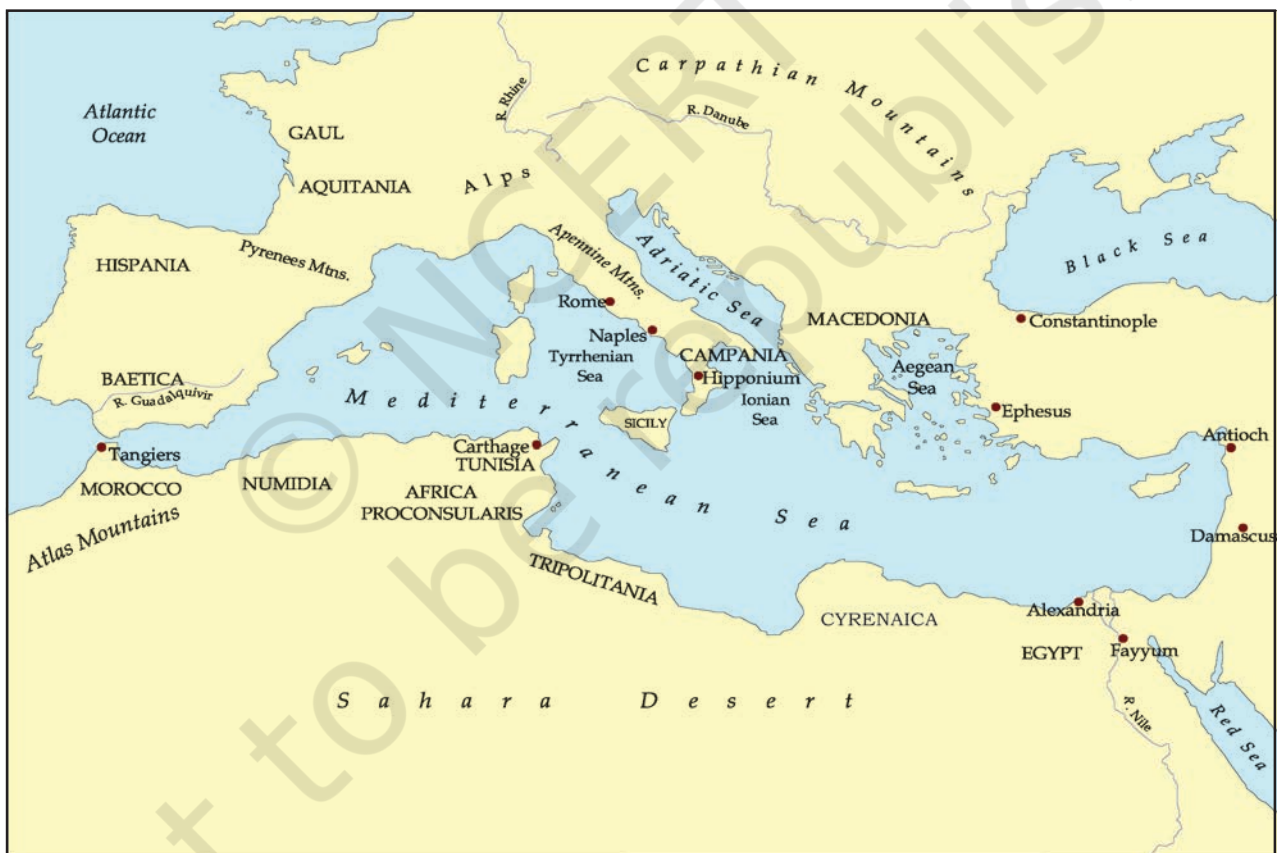 Carpathian Mountains
R. Rhine
Atlantic
Ocean
R. Danube
GAUL
AQUITANIA
Alps
Pyrenees Mtns.
HISPANIA
Apennine Mtns.
Adriatic Sea
Black Sea
Rome
Naples
MACEDONIA
Constantinople
Tyrrhenian
Sea
CAMPANIA
Hipponium
Ionian
Sea
Aegean
Sea
BAETICA
R. Guadalquivir
Mediterranean Sea
Ephesus
SICILY
Tangiers
Carthage
TUNISIA
Antioch
MOROCCO
NUMIDIA
AFRICA
PROCONSULARIS
Atlas Mountains
Damascus
TRIPOLITANIA
Alexandria
CYRENAICA
EGYPT
Fayyum
Sahara Desert
R. Nile
Red Sea
© NCERT
t to be republis